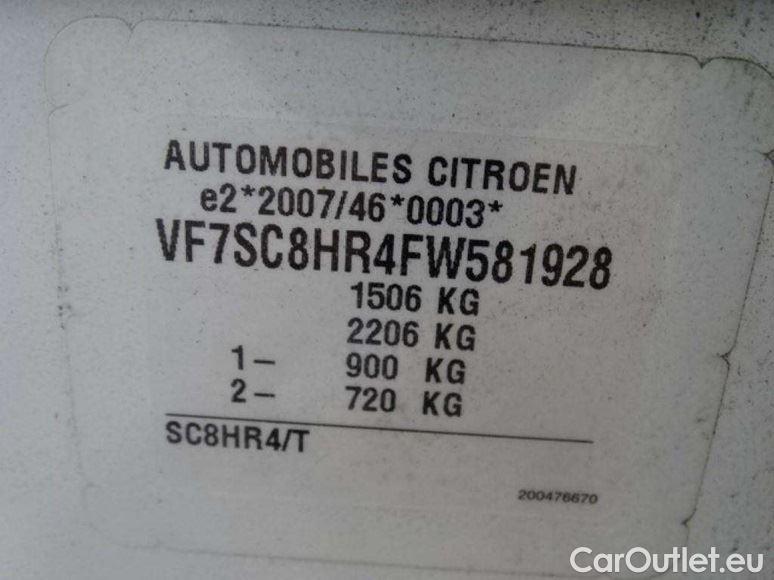 AUTOMOBILES CITROEN
e2*2007/46*0003*
VF7SC8HR4FW581928
1506 KG
2206 KG
1- 900 KG
2- 720 KG
SC8HR4/T
200476670
CarOutlet.eu